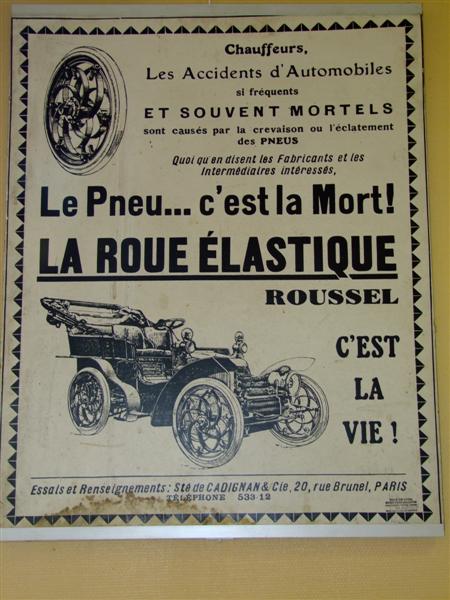 Chauffeurs,
Les Accidents d'Automobiles
si fréquents
ET SOUVENT MORTELS
sont causés par la crevaison ou l'éclatement
des PNEUS
Quoi qu'en disent les Fabricants et les
Intermédiaires intéressés,
Le Pneu... c'est la Mort!
LA ROUE ÉLASTIQUE
ROUSSEL
C'EST
LA
VIE !
Essais et Renseignements: Sté de CADIGNAN & Cie, 20, rue Brunel, PARIS
TÉLÉPHONE 533-12